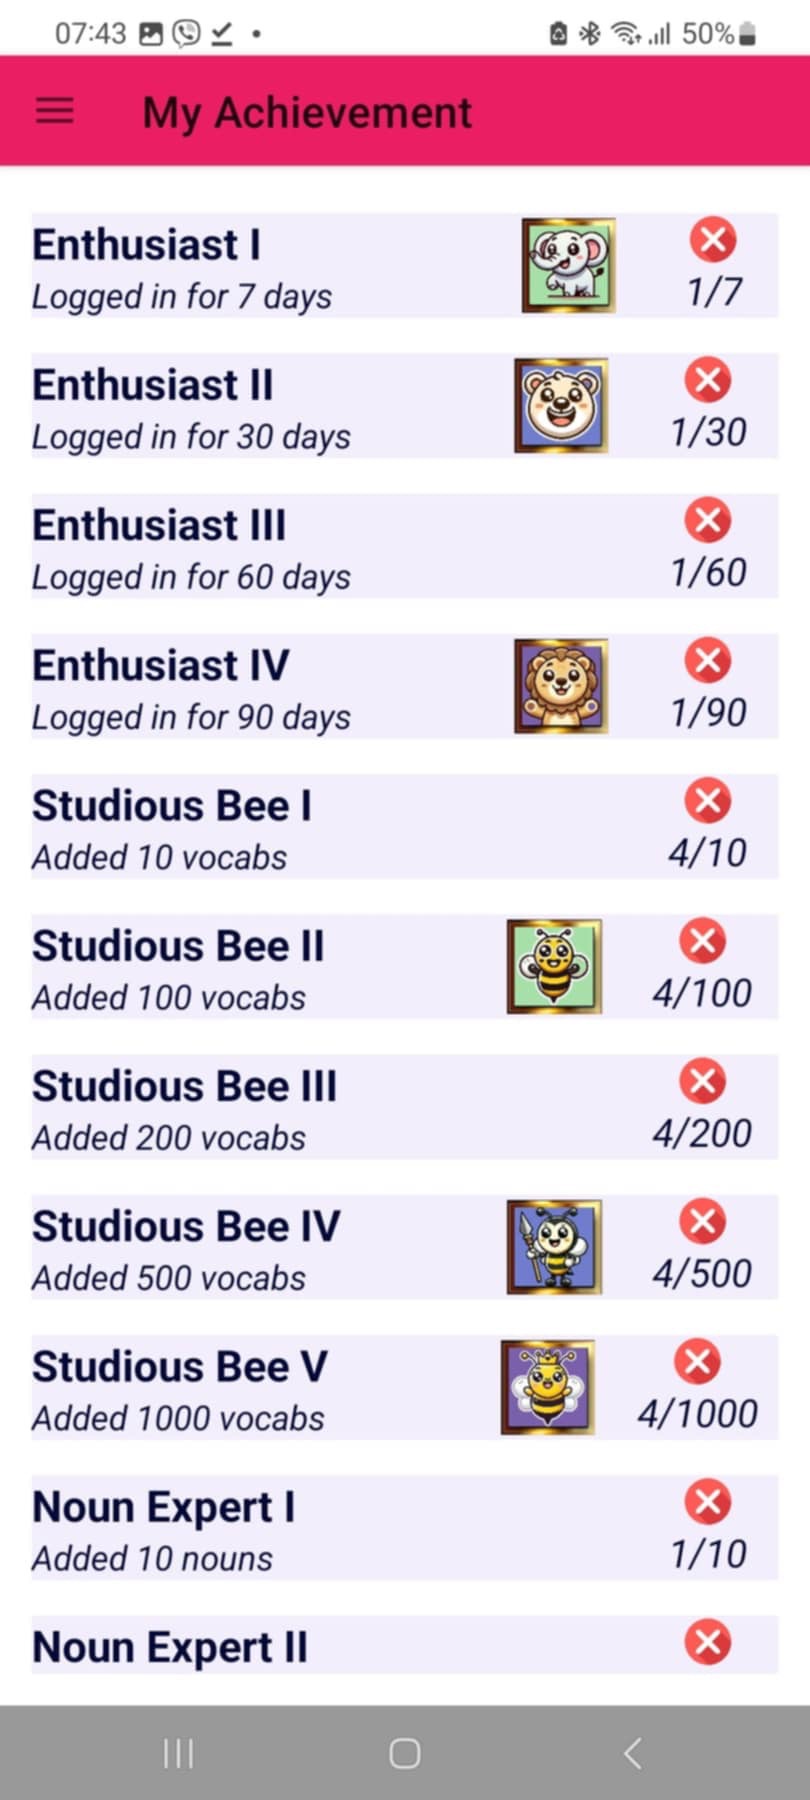 07:43
50%
My Achievement
Enthusiast I
Logged in for 7 days
1/7
Enthusiast II
Logged in for 30 days
1/30
Enthusiast III
Logged in for 60 days
1/60
Enthusiast IV
Logged in for 90 days
1/90
Studious Bee I
Added 10 vocabs
4/10
Studious Bee II
Added 100 vocabs
4/100
Studious Bee III
Added 200 vocabs
4/200
Studious Bee IV
Added 500 vocabs
4/500
Studious Bee V
Added 1000 vocabs
4/1000
Noun Expert I
Added 10 nouns
1/10
Noun Expert II